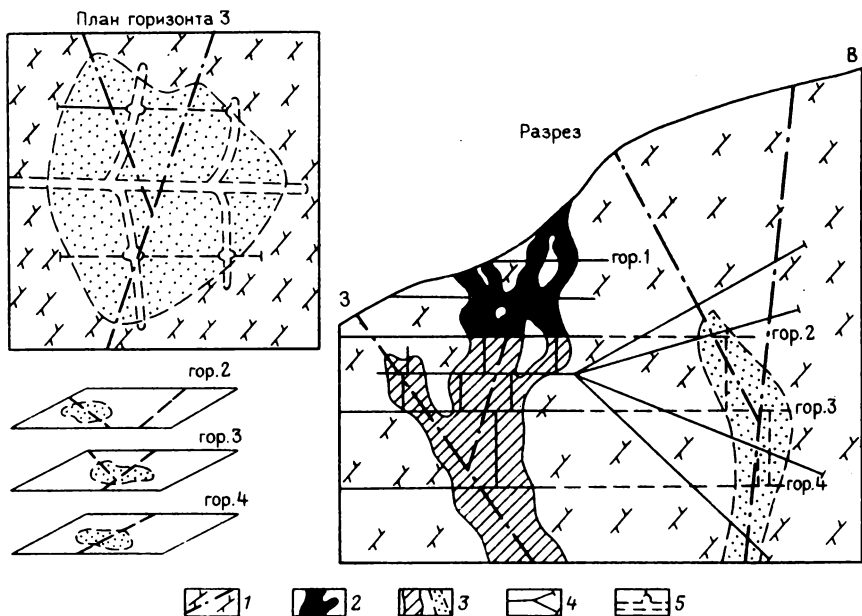 План горизонта 3
В
Разрез
гор.1
З
гор.2
гор.2
гор.3
гор.3
гор.4
гор.4
1
2
3
4
5